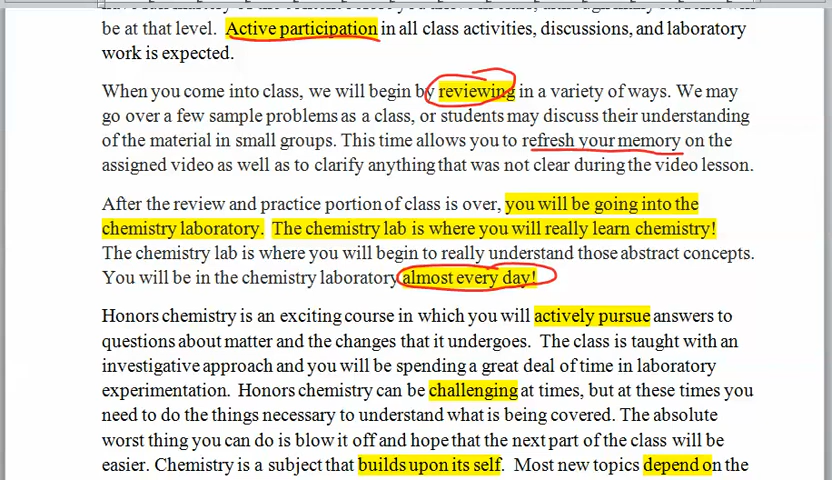 be at that level. Active participation in all class activities, discussions, and laboratory
work is expected.
When you come into class, we will begin by reviewing in a variety of ways. We may
go over a few sample problems as a class, or students may discuss their understanding
of the material in small groups. This time allows you to refresh your memory on the
assigned video as well as to clarify anything that was not clear during the video lesson.
After the review and practice portion of class is over, you will be going into the
chemistry laboratory. The chemistry lab is where you will really learn chemistry!
The chemistry lab is where you will begin to really understand those abstract concepts.
You will be in the chemistry laboratory almost every day!
Honors chemistry is an exciting course in which you will actively pursue answers to
questions about matter and the changes that it undergoes. The class is taught with an
investigative approach and you will be spending a great deal of time in laboratory
experimentation. Honors chemistry can be challenging at times, but at these times you
need to do the things necessary to understand what is being covered. The absolute
worst thing you can do is blow it off and hope that the next part of the class will be
easier. Chemistry is a subject that builds upon its self. Most new topics depend on the